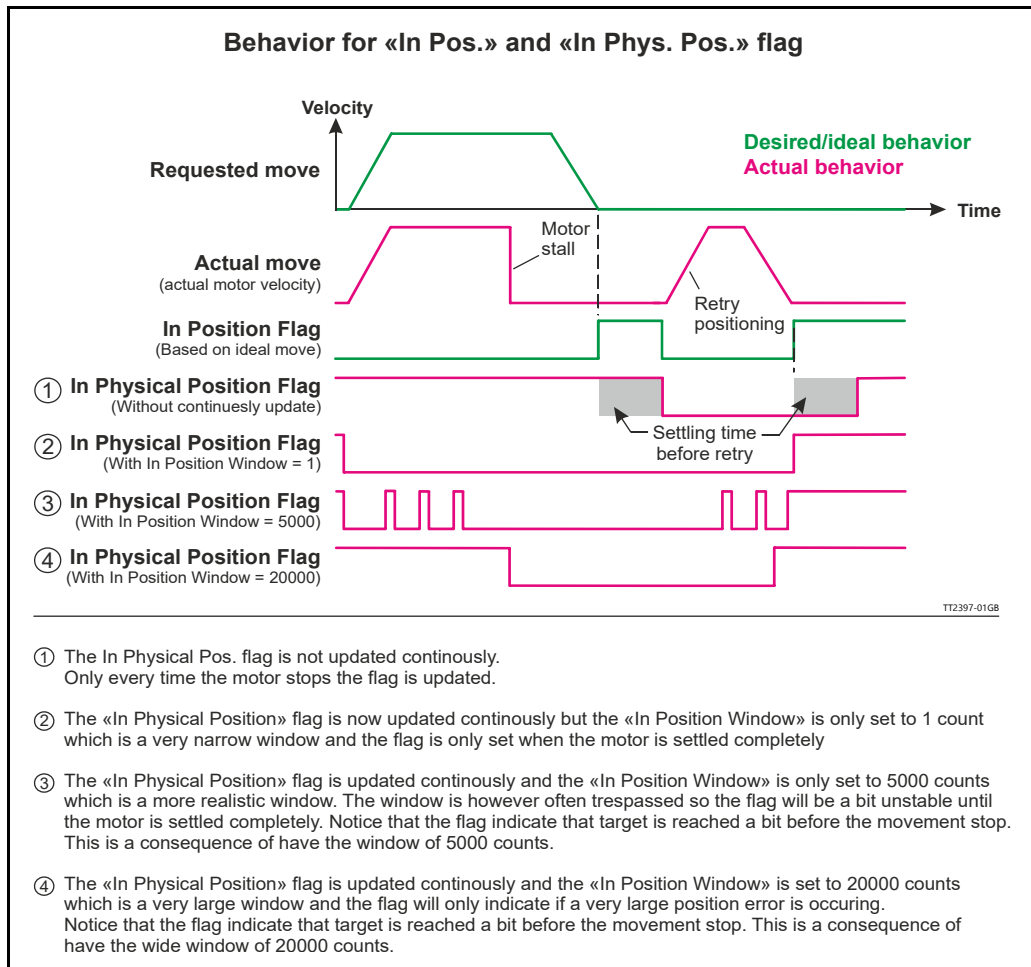 Behavior for «In Pos.» and «In Phys. Pos.» flag
Velocity
Desired/ideal behavior
Actual behavior
Requested move
Time
Motor
stall
Actual move
(actual motor velocity)
Retry
positioning
In Position Flag
(Based on ideal move)
1 In Physical Position Flag
(Without continuesly update)
Settling time
before retry
2 In Physical Position Flag
(With In Position Window = 1)
3 In Physical Position Flag
(With In Position Window = 5000)
4 In Physical Position Flag
(With In Position Window = 20000)
TT2397-01GB
1 The In Physical Pos. flag is not updated continously.
Only every time the motor stops the flag is updated.
2 The «In Physical Position» flag is now updated continously but the «In Position Window» is only set to 1 count
which is a very narrow window and the flag is only set when the motor is settled completely
3 The «In Physical Position» flag is updated continously and the «In Position Window» is only set to 5000 counts
which is a more realistic window. The window is however often trespassed so the flag will be a bit unstable until
the motor is settled completely. Notice that the flag indicate that target is reached a bit before the movement stop.
This is a consequence of have the window of 5000 counts.
4 The «In Physical Position» flag is updated continously and the «In Position Window» is set to 20000 counts
which is a very large window and the flag will only indicate if a very large position error is occuring.
Notice that the flag indicate that target is reached a bit before the movement stop. This is a consequence of
have the wide window of 20000 counts.